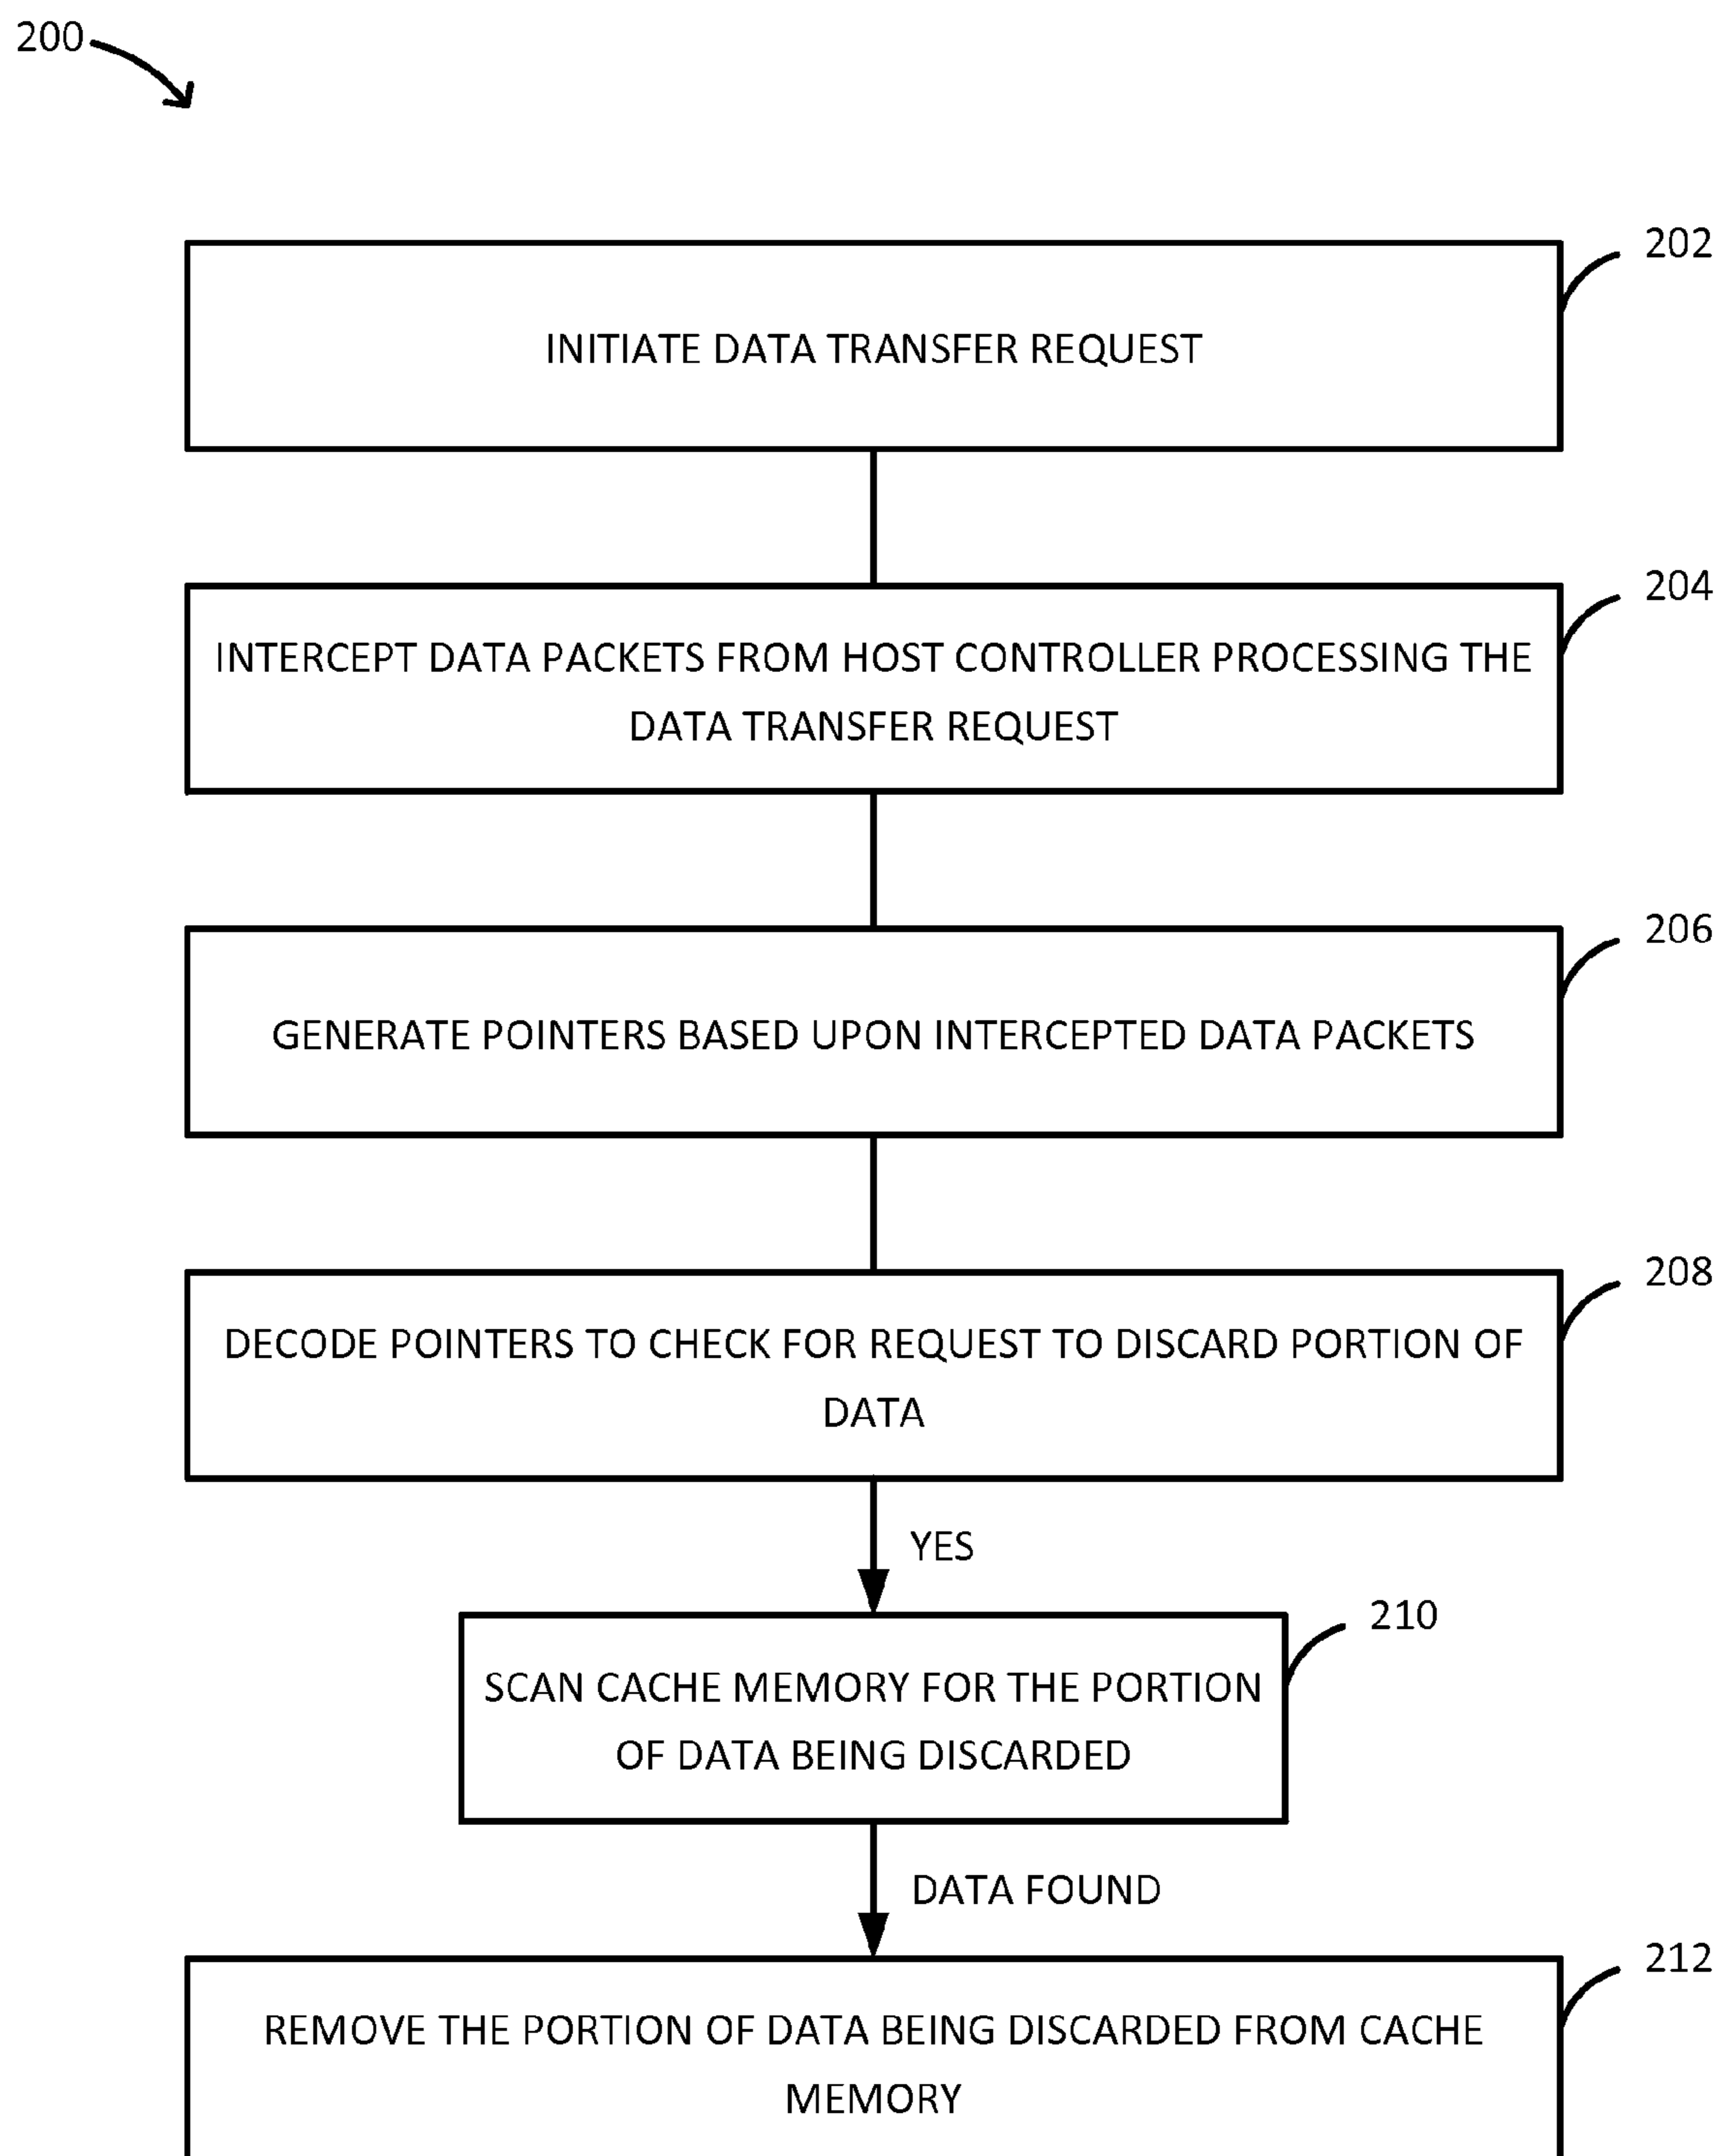 200
202
INITIATE DATA TRANSFER REQUEST
204
INTERCEPT DATA PACKETS FROM HOST CONTROLLER PROCESSING THE
DATA TRANSFER REQUEST
206
GENERATE POINTERS BASED UPON INTERCEPTED DATA PACKETS
208
DECODE POINTERS TO CHECK FOR REQUEST TO DISCARD PORTION OF
DATA
YES
210
SCAN CACHE MEMORY FOR THE PORTION
OF DATA BEING DISCARDED
DATA FOUND
212
REMOVE THE PORTION OF DATA BEING DISCARDED FROM CACHE
MEMORY